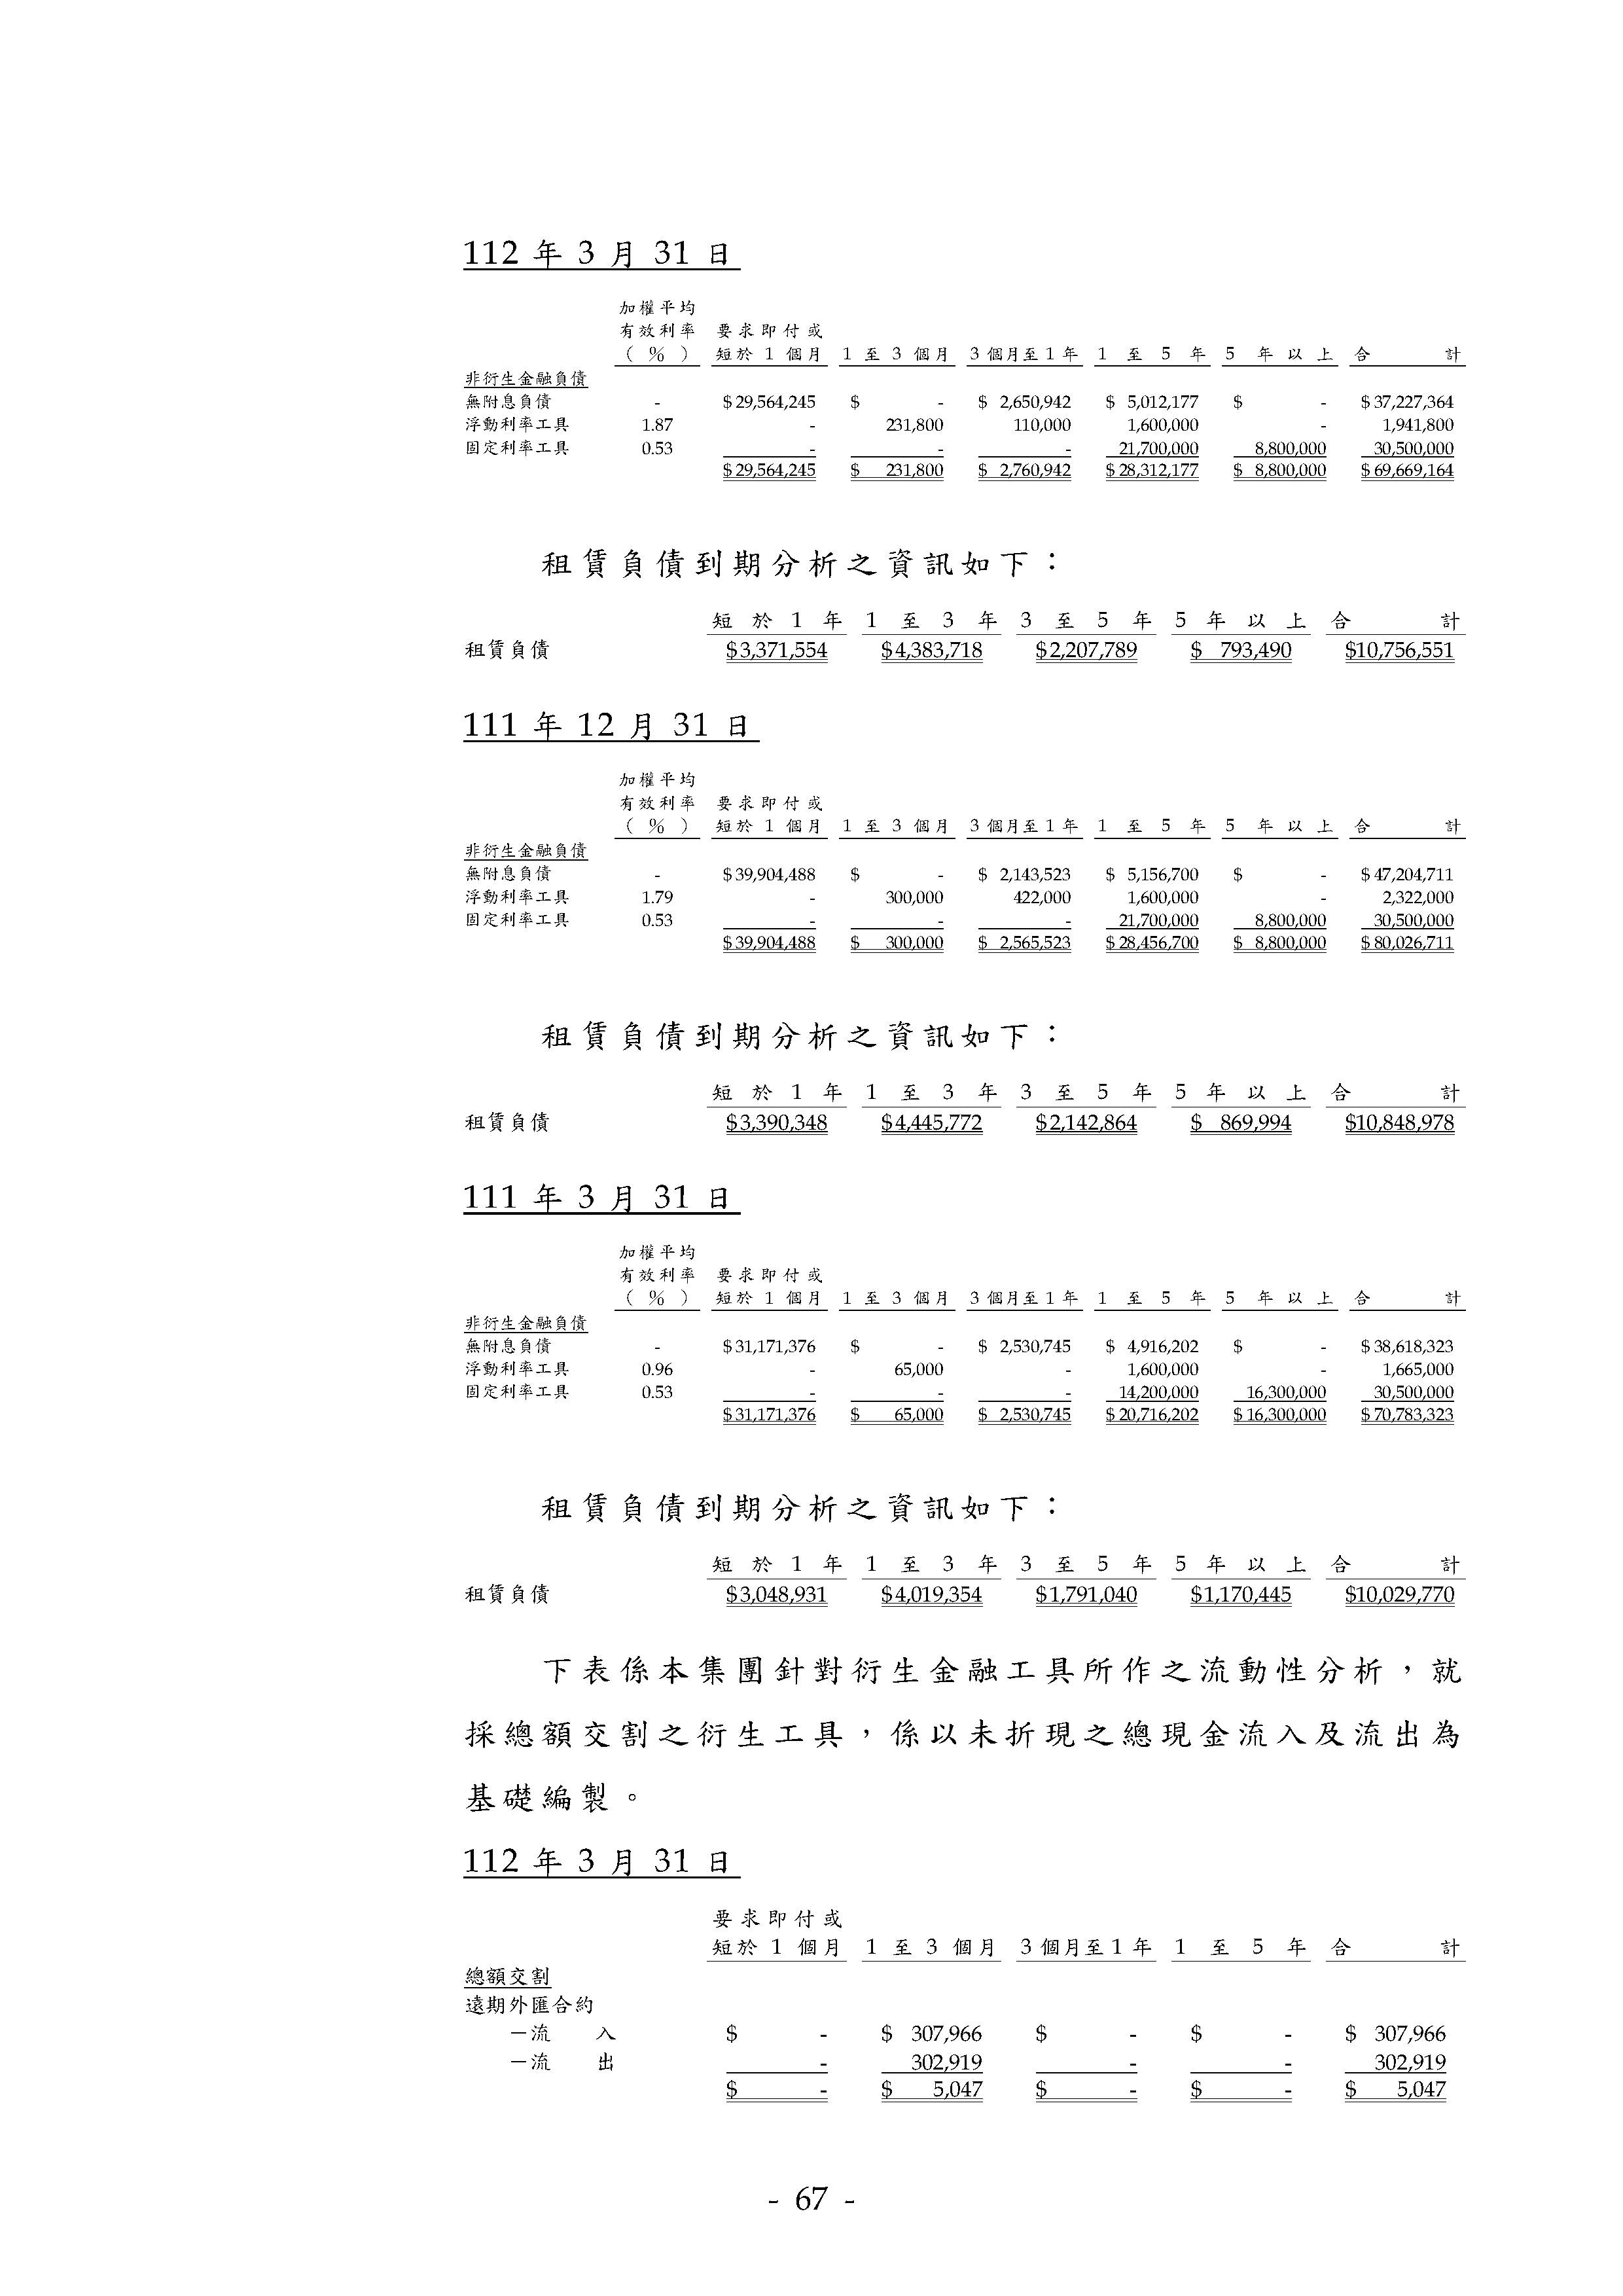 112 年 3 月 31 日
加權平均
有效利率 要求即付或
( % ) 短於 1 個月 1 至 3 個月 3個月至1年 1 至 5 年 5 年以上 合計
非衍生金融負債
無附息負債 - $29,564,245 $ - $ 2,650,942 $ 5,012,177 $ - $37,227,364
浮動利率工具 1.87 - 231,800 110,000 1,600,000 - 1,941,800
固定利率工具 0.53 - - - 21,700,000 8,800,000 30,500,000
$29,564,245 $ 231,800 $ 2,760,942 $28,312,177 $ 8,800,000 $69,669,164
租賃負債到期分析之資訊如下：
短於 1 年 1 至 3 年 3 至 5 年 5 年以上 合計
租賃負債 $3,371,554 $4,383,718 $2,207,789 $ 793,490 $10,756,551
111 年 12 月 31 日
加權平均
有效利率 要求即付或
( % ) 短於 1 個月 1 至 3 個月 3個月至1年 1 至 5 年 5 年以上 合計
非衍生金融負債
無附息負債 - $39,904,488 $ - $ 2,143,523 $ 5,156,700 $ - $47,204,711
浮動利率工具 1.79 - 300,000 422,000 1,600,000 - 2,322,000
固定利率工具 0.53 - - - 21,700,000 8,800,000 30,500,000
$39,904,488 $ 300,000 $ 2,565,523 $28,456,700 $ 8,800,000 $80,026,711
租賃負債到期分析之資訊如下：
短於 1 年 1 至 3 年 3 至 5 年 5 年以上 合計
租賃負債 $3,390,348 $4,445,772 $2,142,864 $ 869,994 $10,848,978
111 年 3 月 31 日
加權平均
有效利率 要求即付或
( % ) 短於 1 個月 1 至 3 個月 3個月至1年 1 至 5 年 5 年以上 合計
非衍生金融負債
無附息負債 - $31,171,376 $ - $ 2,530,745 $ 4,916,202 $ - $38,618,323
浮動利率工具 0.96 - 65,000 - 1,600,000 - 1,665,000
固定利率工具 0.53 - - - 14,200,000 16,300,000 30,500,000
$31,171,376 $ 65,000 $ 2,530,745 $20,716,202 $16,300,000 $70,783,323
租賃負債到期分析之資訊如下：
短於 1 年 1 至 3 年 3 至 5 年 5 年以上 合計
租賃負債 $3,048,931 $4,019,354 $1,791,040 $1,170,445 $10,029,770
下表係本集團針對衍生金融工具所作之流動性分析，就
採總額交割之衍生工具，係以未折現之總現金流入及流出為
基礎編製。
112 年 3 月 31 日
要求即付或
短於 1 個月 1 至 3 個月 3個月至1年 1 至 5 年 合計
總額交割
遠期外匯合約
－流入 $ - $ 307,966 $ - $ - $ 307,966
－流出 - 302,919 - - 302,919
$ - $ 5,047 $ - $ - $ 5,047
- 67 -